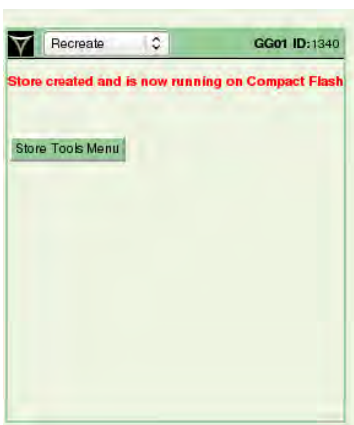 Recreate GG01 ID:1340
Store created and is now running on Compact Flash
Store Tools Menu